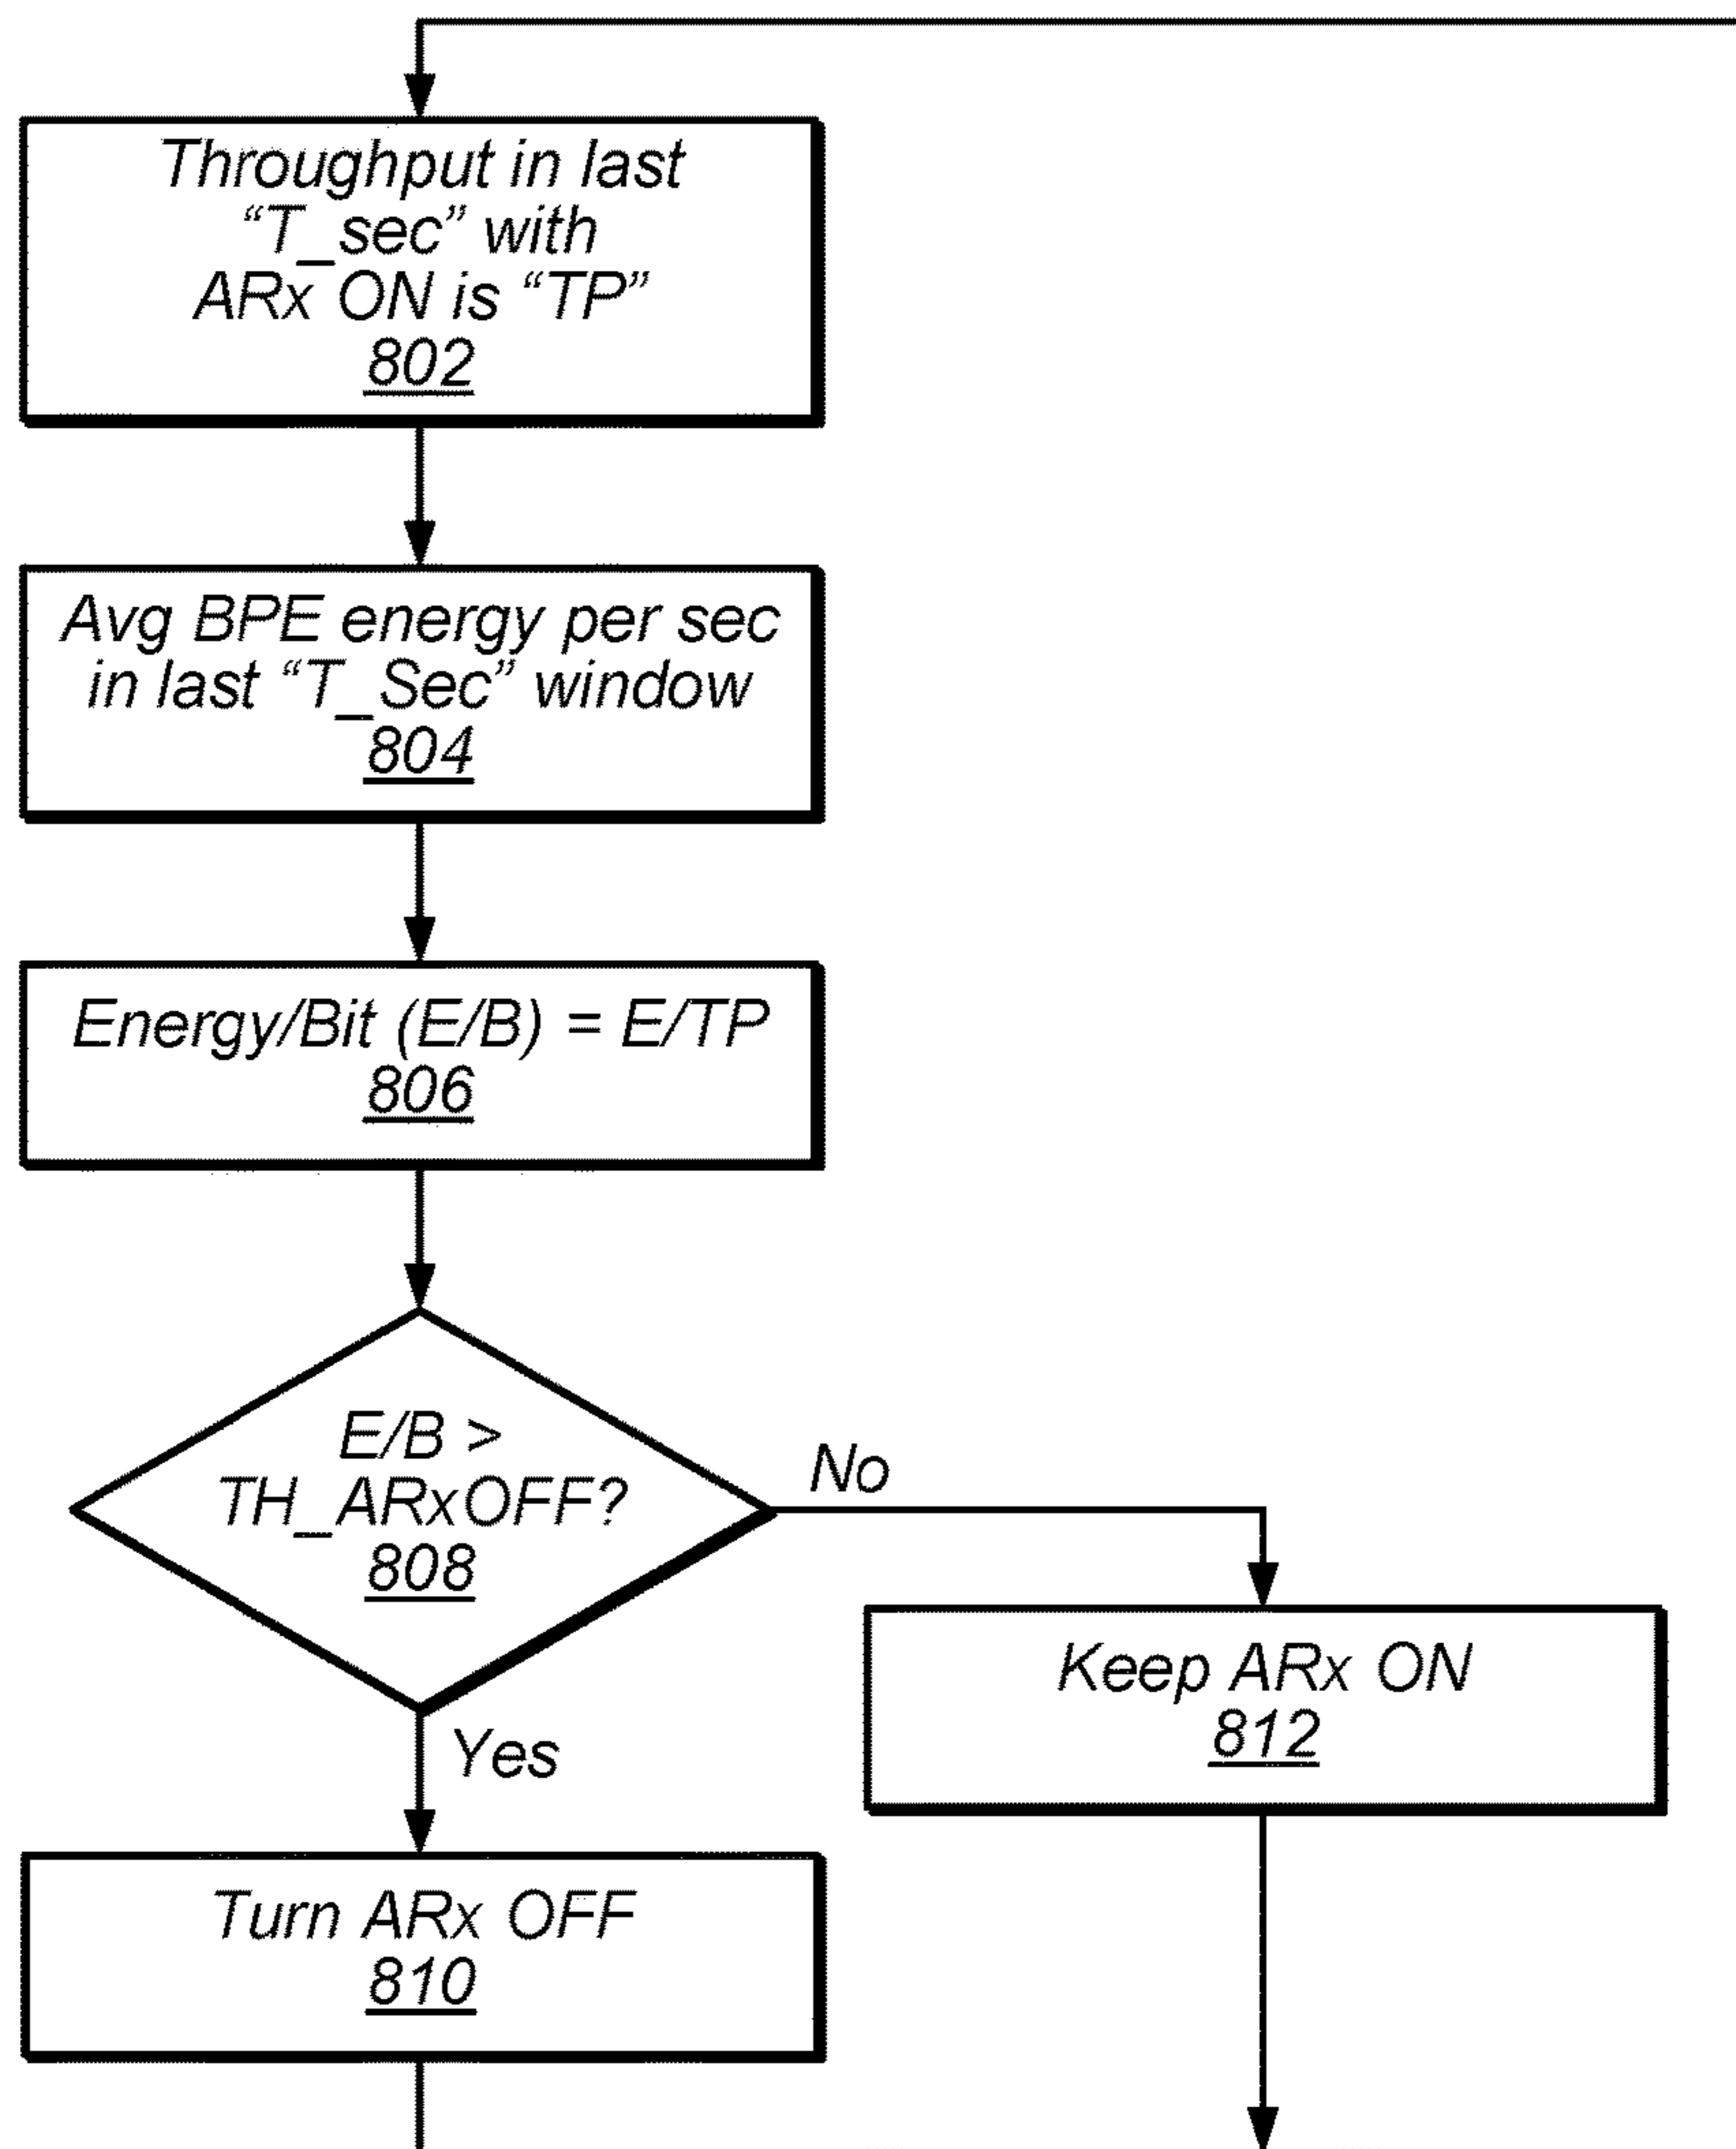 Throughput in last
“T_sec” with
ARx ON is “TP”
802
Avg BPE energy per sec
in last “T_Sec” window
804
Energy/Bit (E/B) = E/TP
806
E/B >
TH_ARxOFF?
808
No
Keep ARx ON
812
Yes
Turn ARx OFF
810